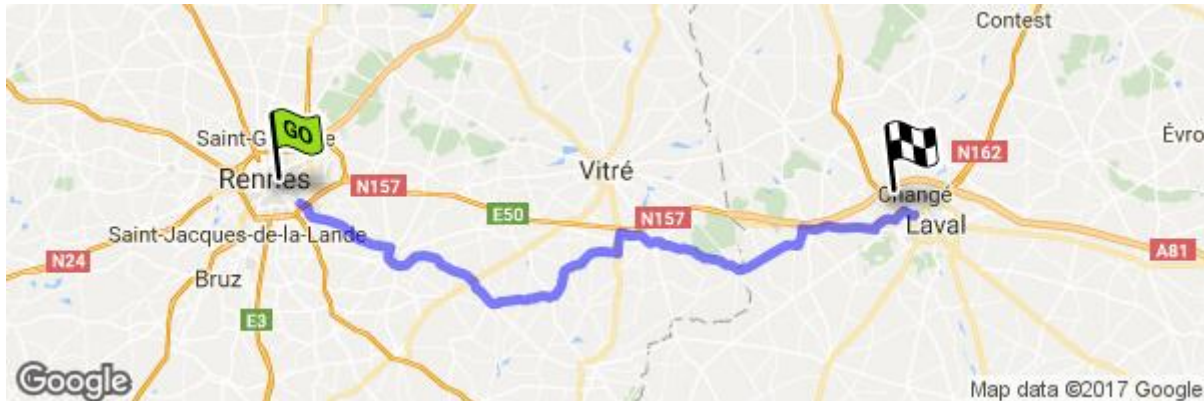 Contest
Saint-G
GO
e
Évro
N162
Vitré
Rennes
N157
Changé
E50
N157
Laval
Saint-Jacques-de-la-Lande
A81
N24
Bruz
E3
Google
Map data ©2017 Google